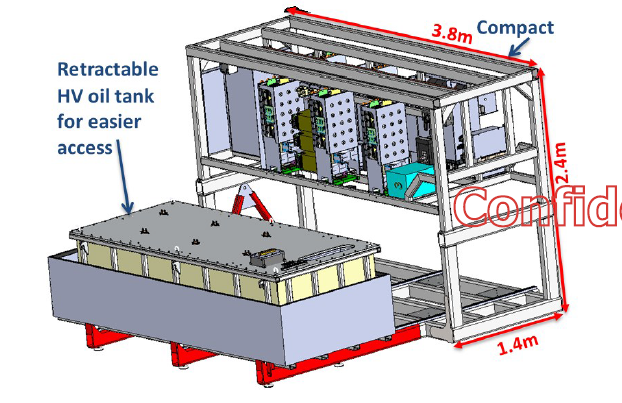 3.8m
Compact
Retractable
HV oil tank
for easier
access
2.4m
Confide
1.4m